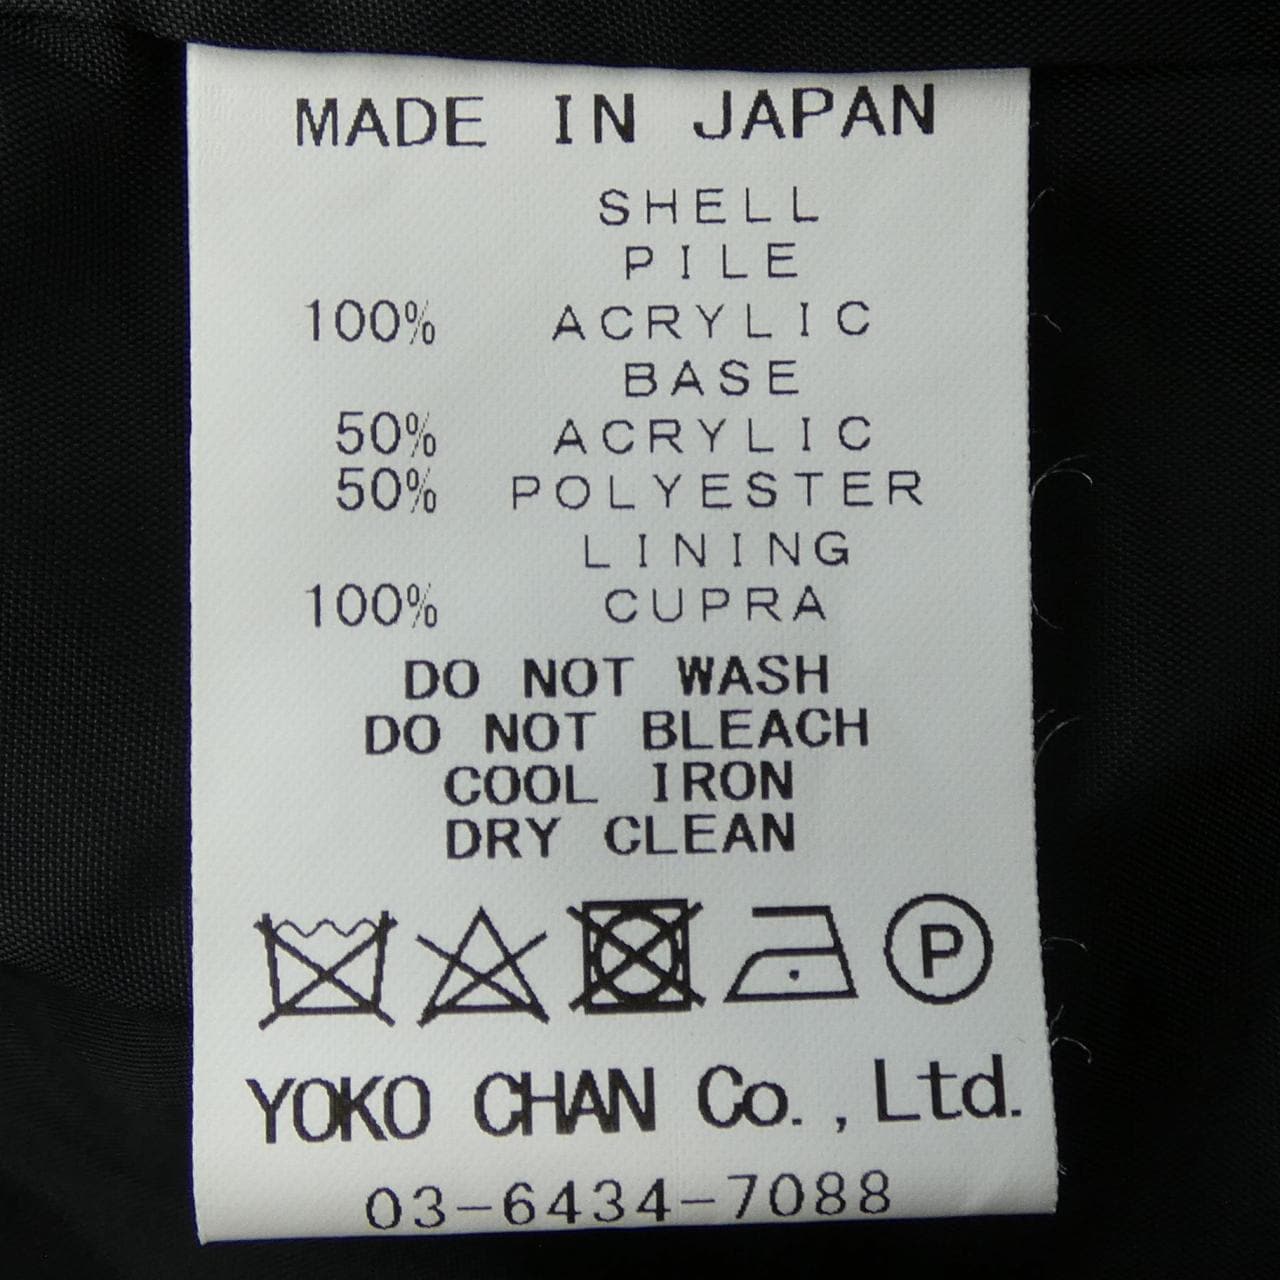 MADE IN JAPAN
SHELL
PILE
100% ACRYLIC
BASE
50% ACRYLIC
50% POLYESTER
LINING
100% CUPRA
DO NOT WASH
DO NOT BLEACH
COOL IRON
DRY CLEAN
P
YOKO CHAN Co.,Ltd.
03-6434-7088